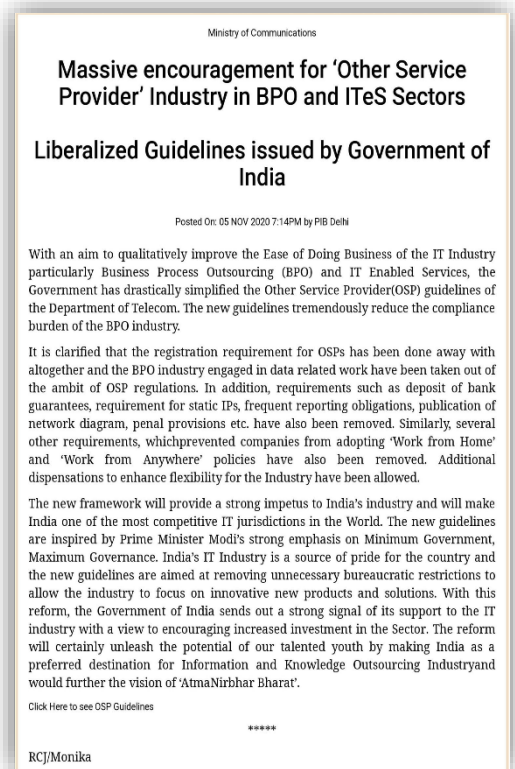 Ministry of Communications
Massive encouragement for ‘Other Service
Provider’ Industry in BPO and ITeS Sectors
Liberalized Guidelines issued by Government of
India
Posted On: 05 NOV 2020 7:14PM by PIB Delhi
With an aim to qualitatively improve the Ease of Doing Business of the IT Industry
particularly Business Process Outsourcing (BPO) and IT Enabled Services, the
Government has drastically simplified the Other Service Provider(OSP) guidelines of
the Department of Telecom. The new guidelines tremendously reduce the compliance
burden of the BPO industry.
It is clarified that the registration requirement for OSPs has been done away with
altogether and the BPO industry engaged in data related work have been taken out of
the ambit of OSP regulations. In addition, requirements such as deposit of bank
guarantees, requirement for static IPs, frequent reporting obligations, publication of
network diagram, penal provisions etc. have also been removed. Similarly, several
other requirements, whichprevented companies from adopting ‘Work from Home’
and ‘Work from Anywhere’ policies have also been removed. Additional
dispensations to enhance flexibility for the Industry have been allowed.
The new framework will provide a strong impetus to India’s industry and will make
India one of the most competitive IT jurisdictions in the World. The new guidelines
are inspired by Prime Minister Modi’s strong emphasis on Minimum Government,
Maximum Governance. India’s IT Industry is a source of pride for the country and
the new guidelines are aimed at removing unnecessary bureaucratic restrictions to
allow the industry to focus on innovative new products and solutions. With this
reform, the Government of India sends out a strong signal of its support to the IT
industry with a view to encouraging increased investment in the Sector. The reform
will certainly unleash the potential of our talented youth by making India as a
preferred destination for Information and Knowledge Outsourcing Industryand
would further the vision of ‘AtmaNirbhar Bharat’.
Click Here to see OSP Guidelines
*****
RCJ/Monika